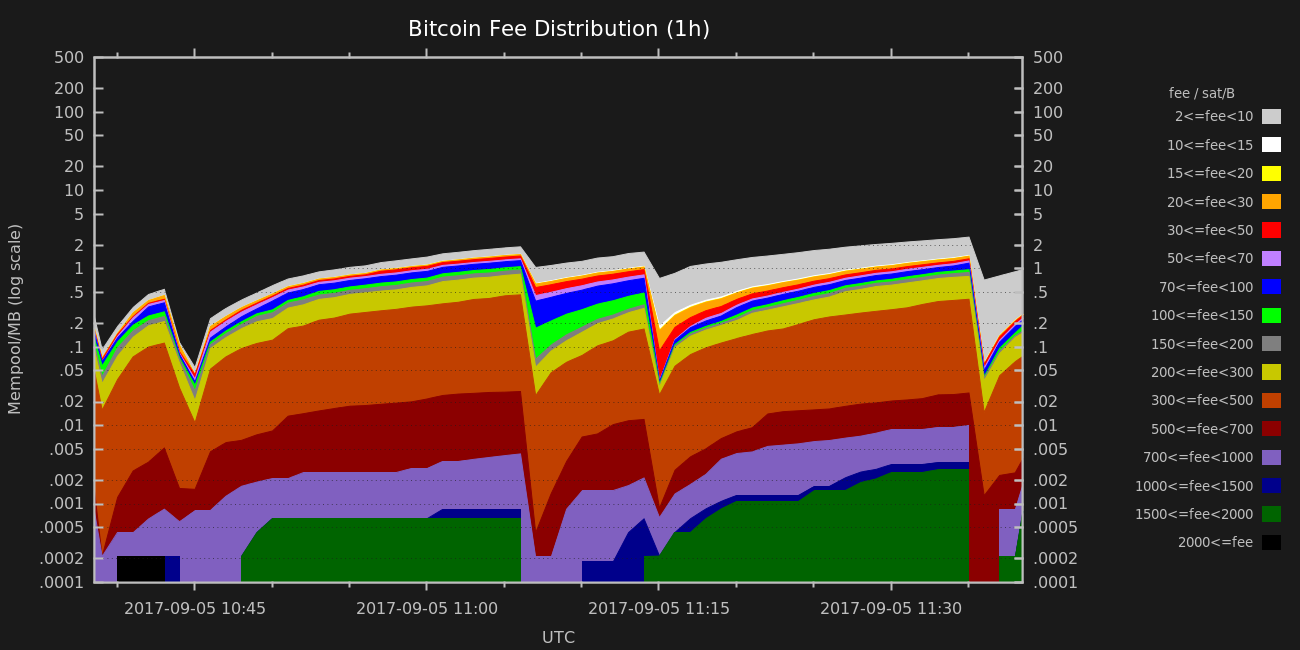 Bitcoin Fee Distribution (1h)
500 500
200 200
100 100
50 50
20 20
10 10
5 5
2 2
1 1
.5 .5
.2 .2
.1 .1
.05 .05
.02 .02
.01 .01
.005 .005
.002 .002
.001 .001
.0005 .0005
.0002 .0002
.0001 .0001
Mempool/MB (log scale)
2017-09-05 10:45 2017-09-05 11:00 2017-09-05 11:15 2017-09-05 11:30
UTC
fee / sat/B
2<=fee<10
10<=fee<15
15<=fee<20
20<=fee<30
30<=fee<50
50<=fee<70
70<=fee<100
100<=fee<150
150<=fee<200
200<=fee<300
300<=fee<500
500<=fee<700
700<=fee<1000
1000<=fee<1500
1500<=fee<2000
2000<=fee